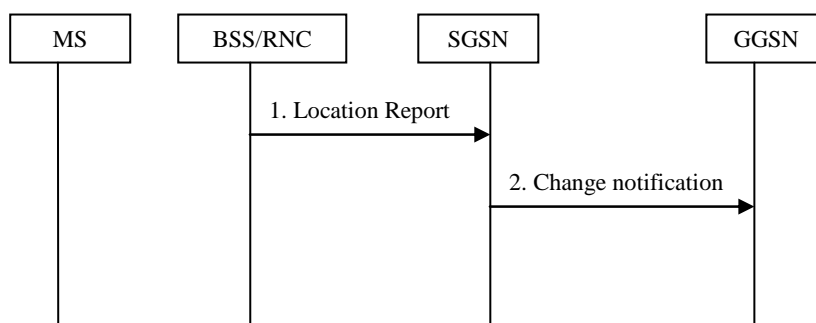 MS
BSS/RNC
SGSN
GGSN
1. Location Report
2. Change notification